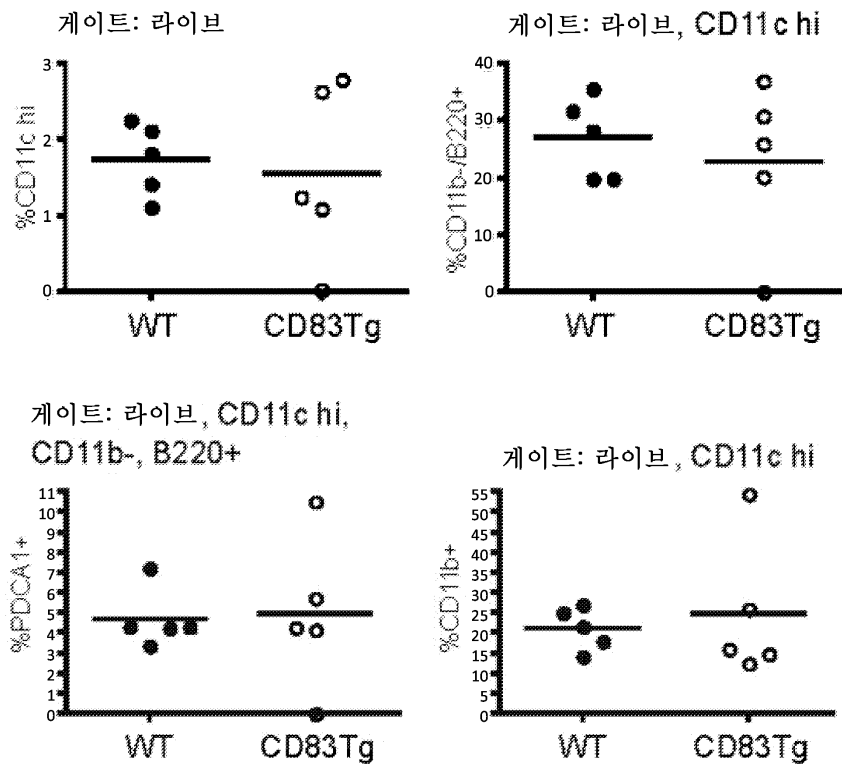 게이트: 라이브
%CD11c hi
3
2
1
0
WT
CD83Tg
게이트: 라이브, CD11c hi
%CD11b-/B220+
40
30
20
10
0
WT
CD83Tg
게이트: 라이브, CD11c hi,
CD11b-, B220+
%PDCA1+
11
10
9
8
7
6
5
4
3
2
1
0
WT
CD83Tg
게이트: 라이브, CD11c hi
%CD11b+
55
50
45
40
35
30
25
20
15
10
5
0
WT
CD83Tg